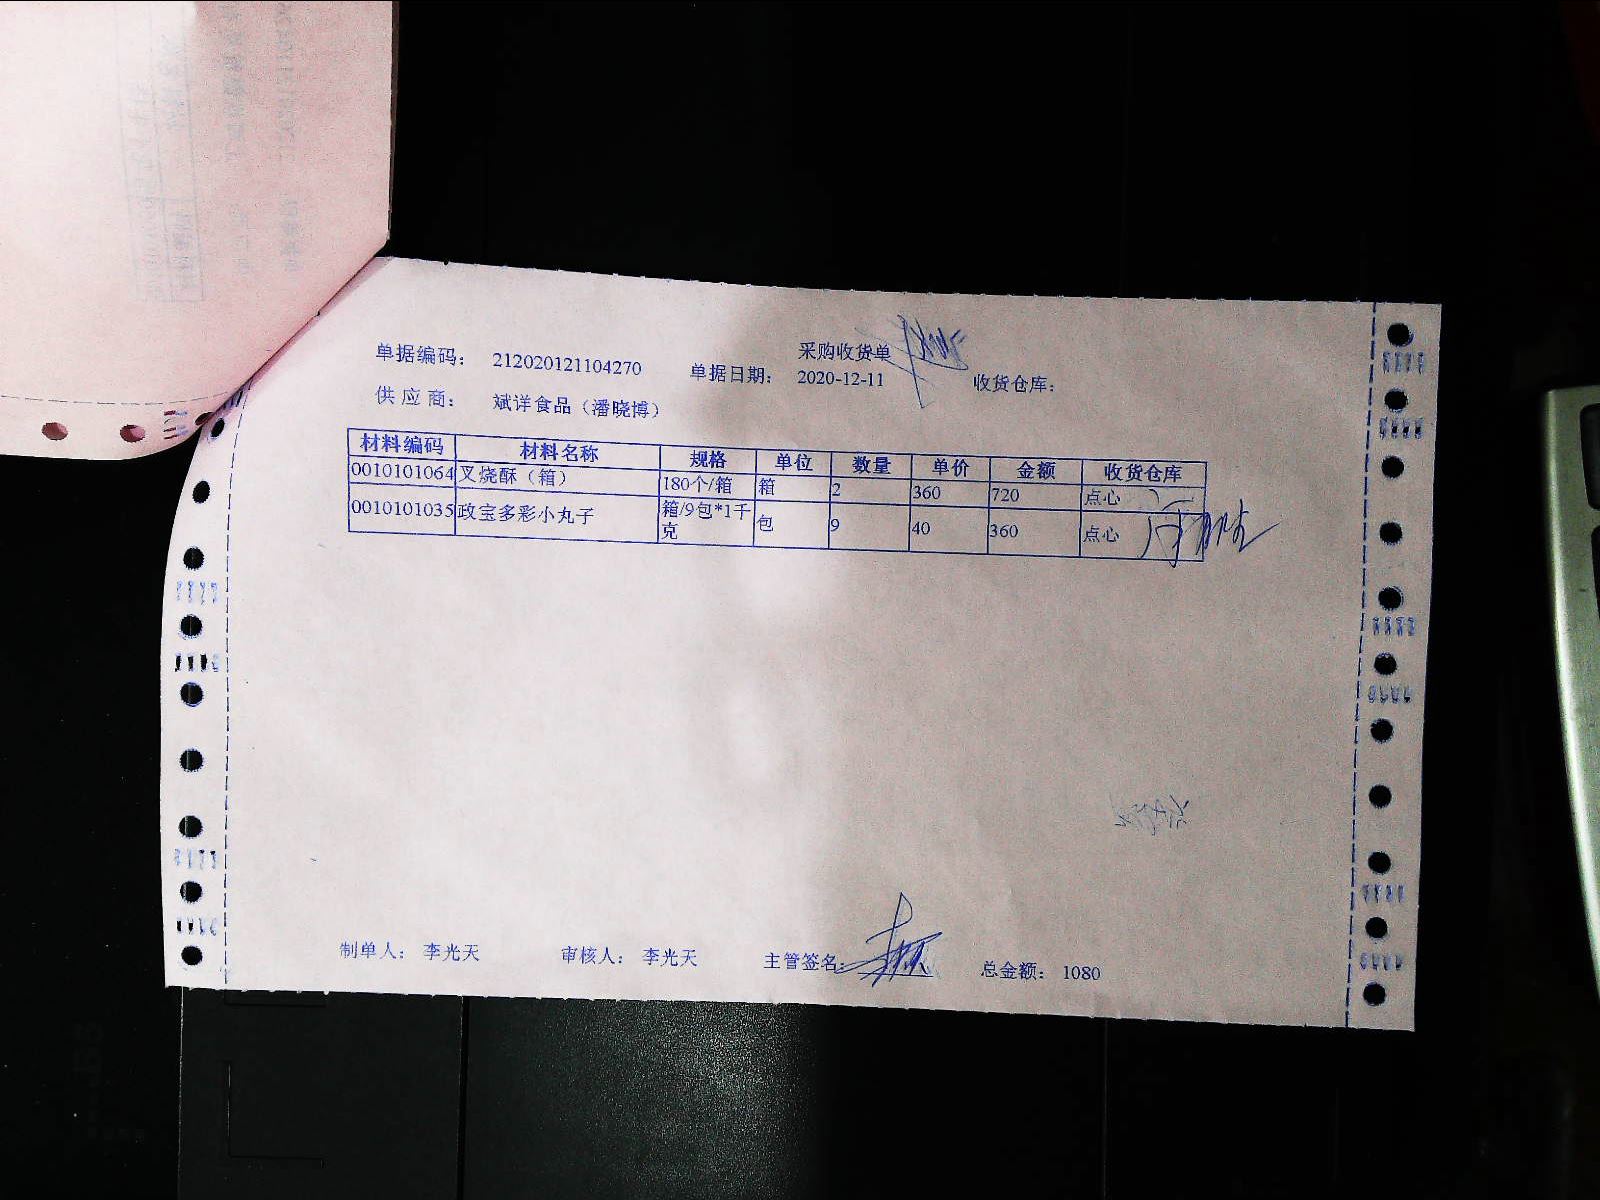 采购收货单
单据编码： 212020121104270 单据日期： 2020-12-11 收货仓库：
供 应 商： 斌详食品（潘晓博）
材料编码 材料名称 规格 单位 数量 单价 金额 收货仓库
0010101064 叉烧酥（箱） 180个/箱 箱 2 360 720 点心
0010101035 政宝多彩小丸子 箱/9包*1千克 包 9 40 360 点心
制单人： 李光天 审核人： 李光天 主管签名： 总金额： 1080